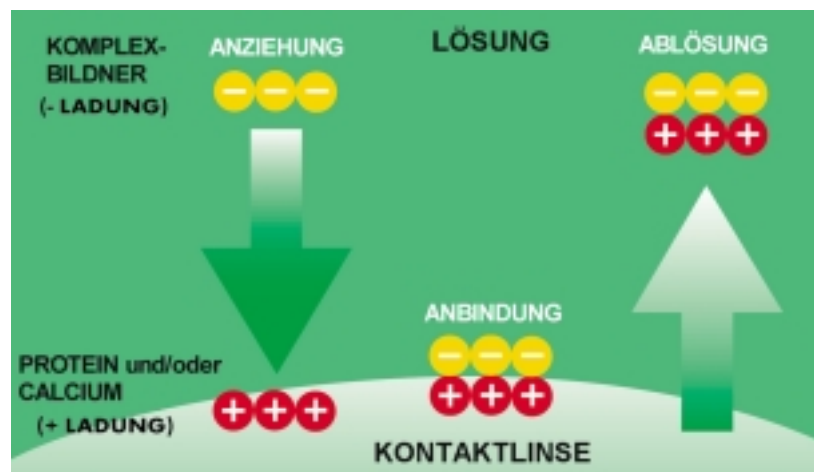 KOMPLEX-
BILDNER
(- LADUNG)
ANZIEHUNG
LÖSUNG
ABLÖSUNG
ANBINDUNG
PROTEIN und/oder
CALCIUM
(+ LADUNG)
KONTAKTLINSE